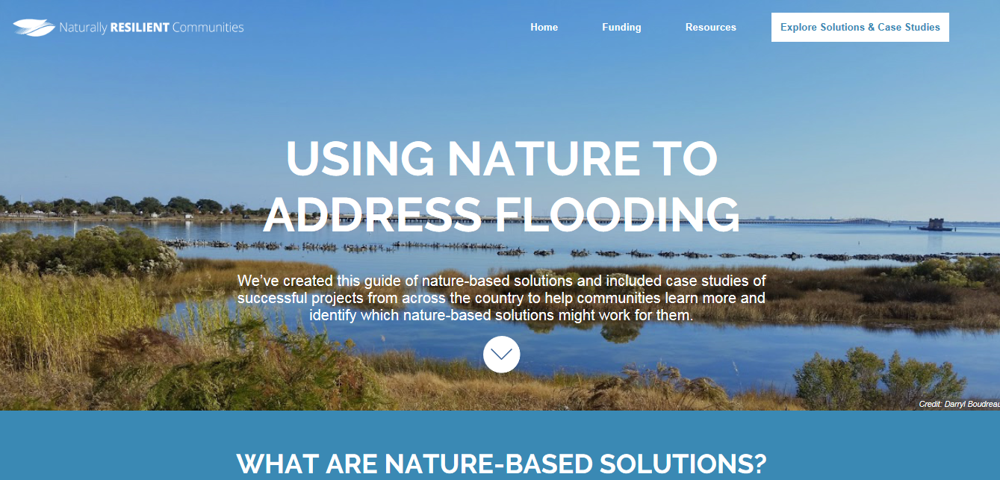 Naturally RESILIENT Communities
Home
Funding
Resources
Explore Solutions & Case Studies
USING NATURE TO
ADDRESS FLOODING
We've created this guide of nature-based solutions and included case studies of
successful projects from across the country to help communities learn more and
identify which nature-based solutions might work for them.
Credit: Darryl Boudreau
WHAT ARE NATURE-BASED SOLUTIONS?